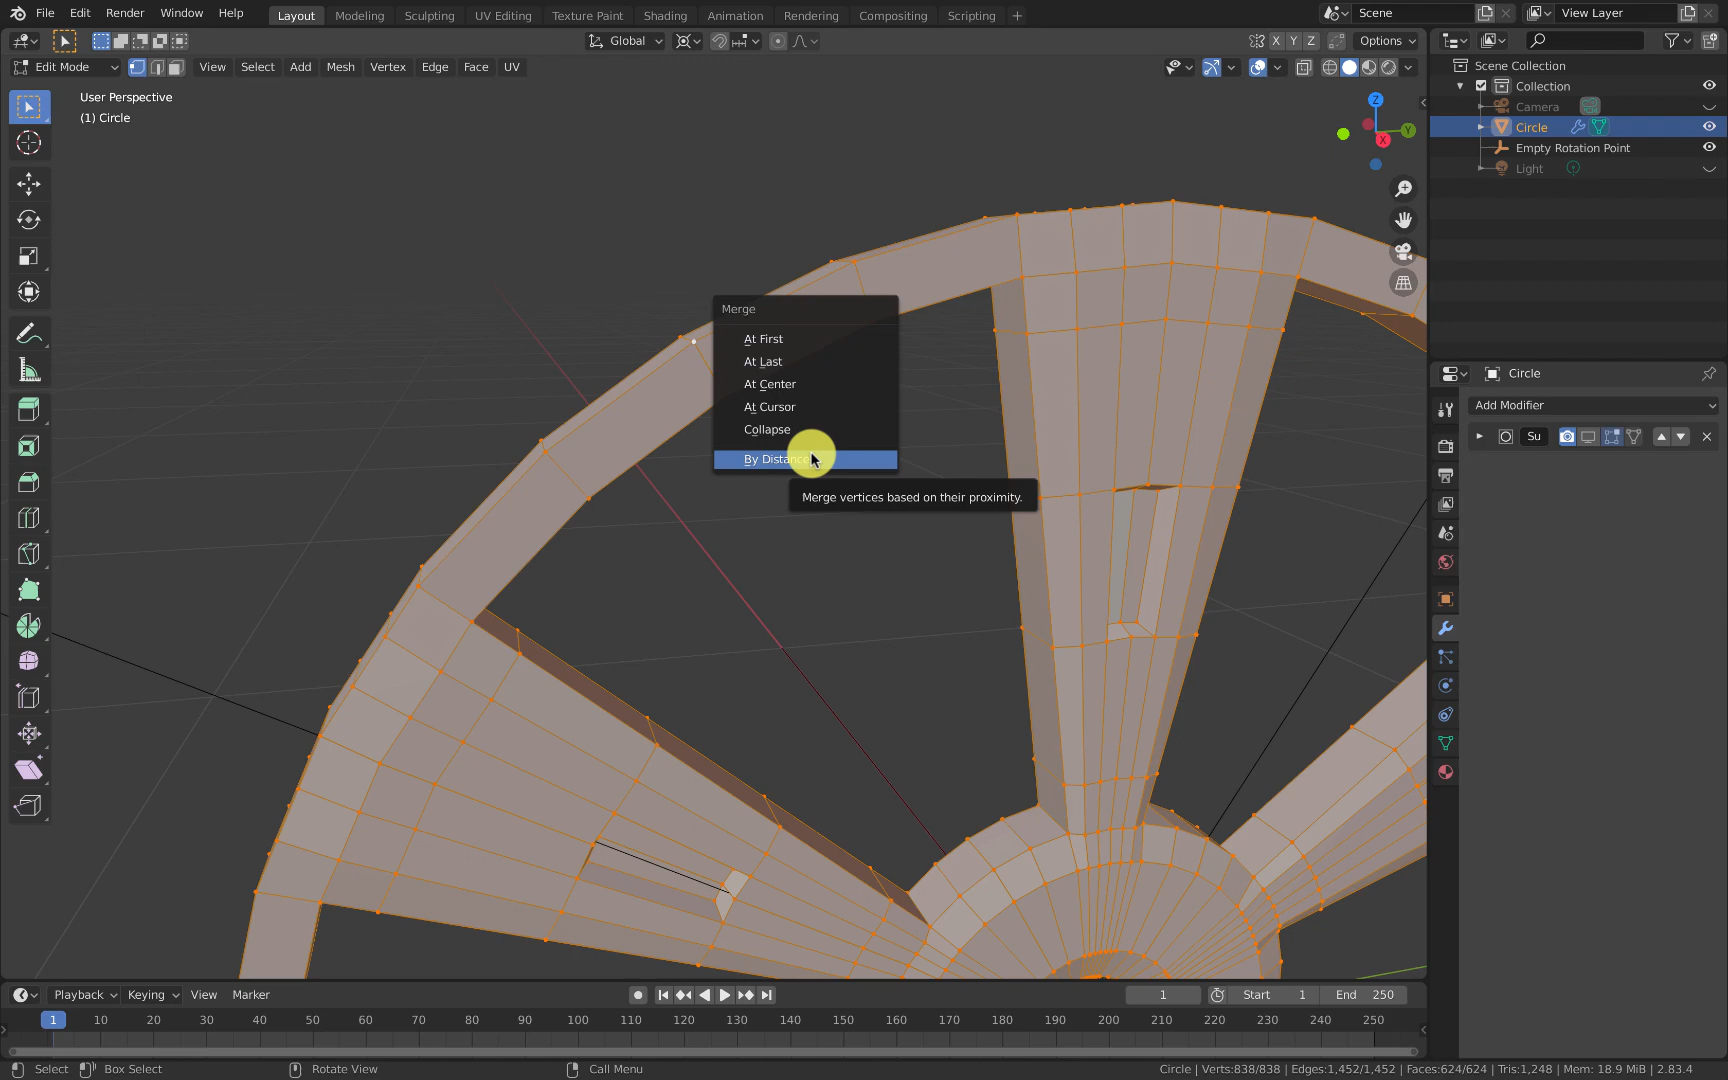 File Edit Render Window Help Layout Modeling Sculpting UV Editing Texture Paint Shading Animation Rendering Compositing Scripting + Scene View Layer
Global X Y Z Options
Edit Mode View Select Add Mesh Vertex Edge Face UV
User Perspective
(1) Circle
Z
Y
X
Scene Collection
Collection
Camera
Circle
Empty Rotation Point
Light
Merge
At First
At Last
At Center
At Cursor
Collapse
By Distance
Merge vertices based on their proximity.
Circle
Add Modifier
Su
Playback Keying View Marker 1 Start 1 End 250
1 10 20 30 40 50 60 70 80 90 100 110 120 130 140 150 160 170 180 190 200 210 220 230 240 250
Select Box Select Rotate View Call Menu Circle | Verts:838/838 | Edges:1,452/1,452 | Faces:624/624 | Tris:1,248 | Mem: 18.9 MiB | 2.83.4